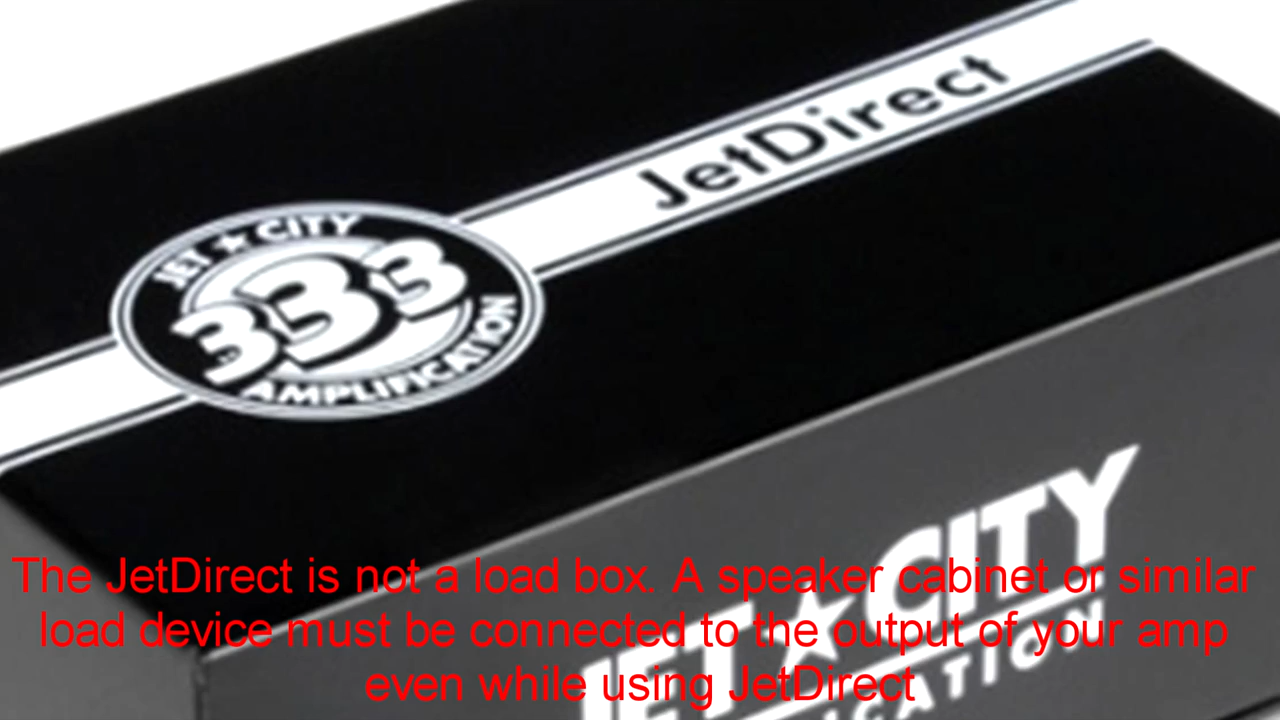 JetDirect
JET★CITY
333
AMPLIFICATION
JET★CITY
The JetDirect is not a load box. A speaker cabinet or similar
load device must be connected to the output of your amp
even while using JetDirect